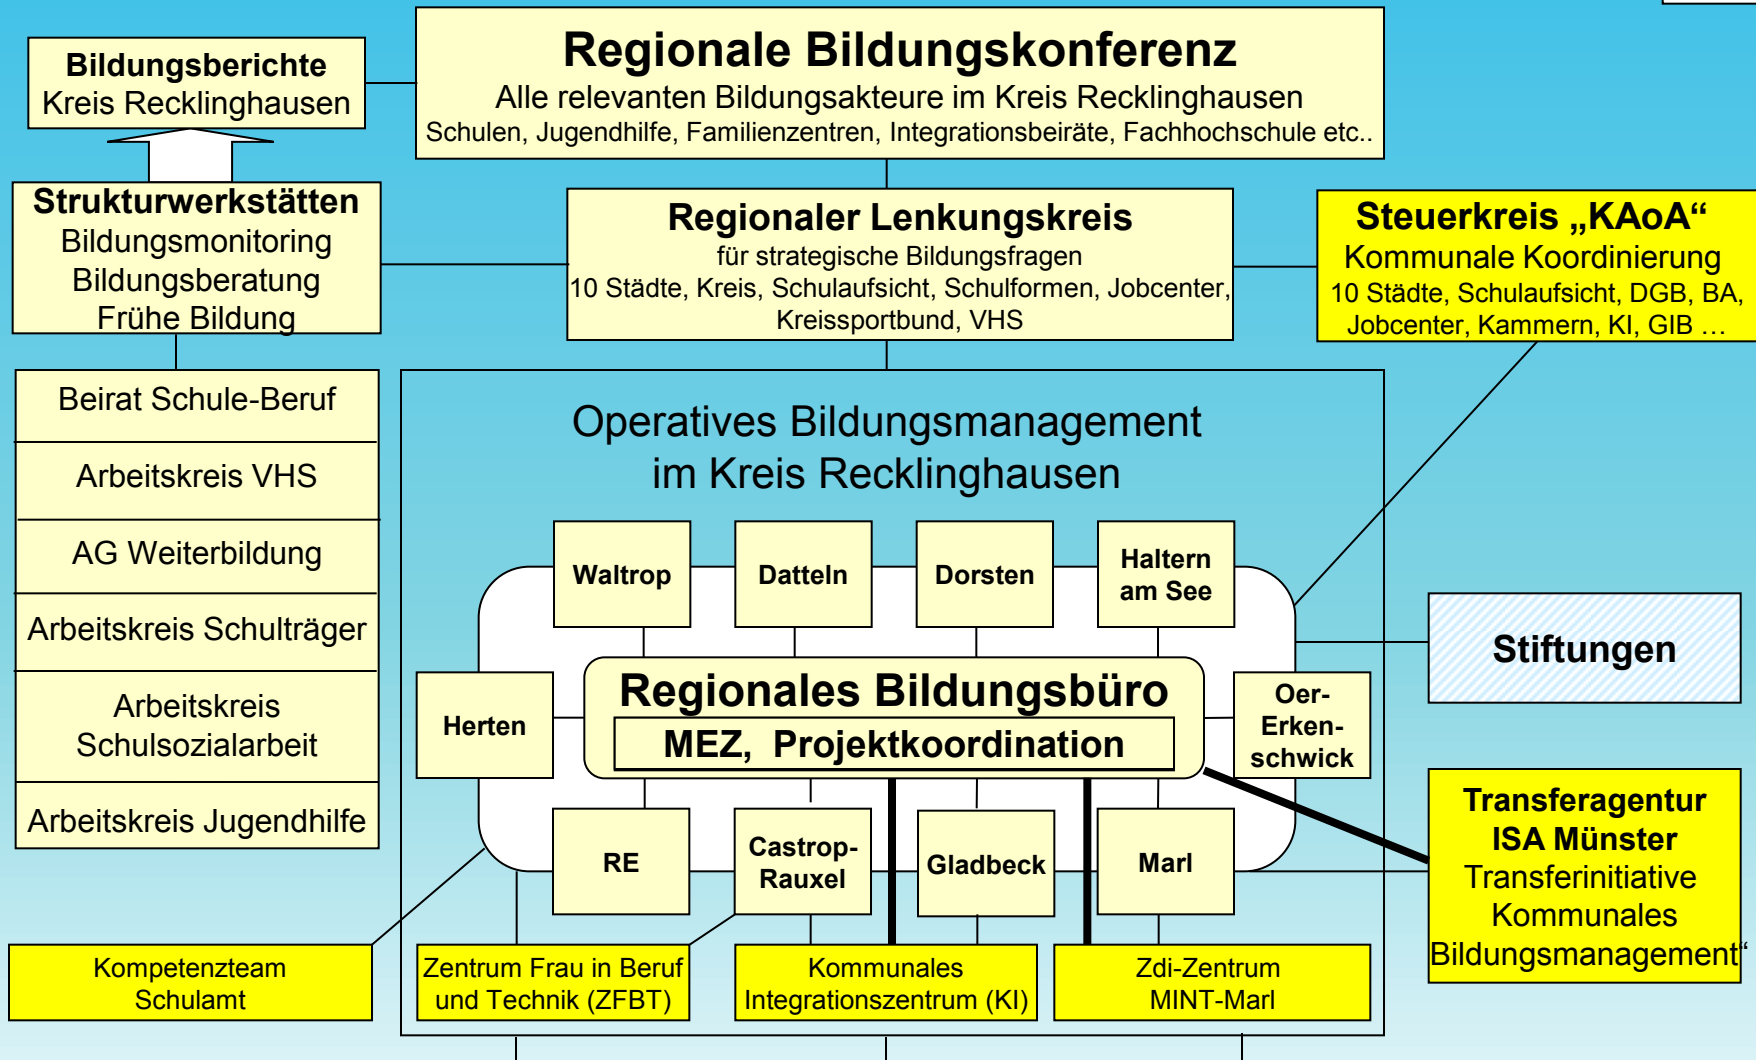 Bildungsberichte
Kreis Recklinghausen
Regionale Bildungskonferenz
Alle relevanten Bildungsakteure im Kreis Recklinghausen
Schulen, Jugendhilfe, Familienzentren, Integrationsbeiräte, Fachhochschule etc..
Strukturwerkstätten
Bildungsmonitoring
Bildungsberatung
Frühe Bildung
Regionaler Lenkungskreis
für strategische Bildungsfragen
10 Städte, Kreis, Schulaufsicht, Schulformen, Jobcenter,
Kreissportbund, VHS
Steuerkreis „KAoA“
Kommunale Koordinierung
10 Städte, Schulaufsicht, DGB, BA,
Jobcenter, Kammern, KI, GIB …
Beirat Schule-Beruf
Arbeitskreis VHS
AG Weiterbildung
Arbeitskreis Schulträger
Arbeitskreis
Schulsozialarbeit
Arbeitskreis Jugendhilfe
Operatives Bildungsmanagement
im Kreis Recklinghausen
Waltrop
Datteln
Dorsten
Haltern
am See
Herten
Regionales Bildungsbüro
MEZ, Projektkoordination
Oer-
Erken-
schwick
RE
Castrop-
Rauxel
Gladbeck
Marl
Stiftungen
Transferagentur
ISA Münster
Transferinitiative
Kommunales
Bildungsmanagement“
Kompetenzteam
Schulamt
Zentrum Frau in Beruf
und Technik (ZFBT)
Kommunales
Integrationszentrum (KI)
Zdi-Zentrum
MINT-Marl